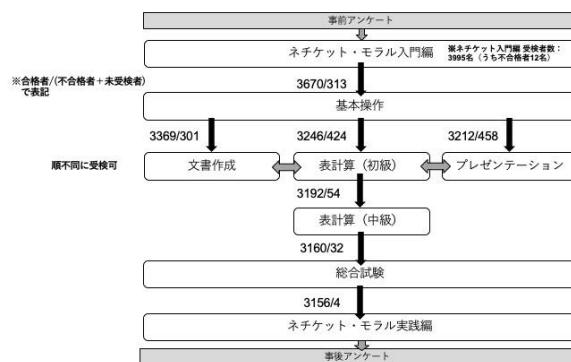 事前アンケート
ネチケット・モラル入門編
※ネチケット入門編 受検者数：
3995名（うち不合格者12名）
※合格者/(不合格者＋未受検者)
で表記
3670/313
基本操作
3369/301
3246/424
3212/458
順不同に受検可
文書作成
表計算（初級）
プレゼンテーション
3192/54
表計算（中級）
3160/32
総合試験
3156/4
ネチケット・モラル実践編
事後アンケート